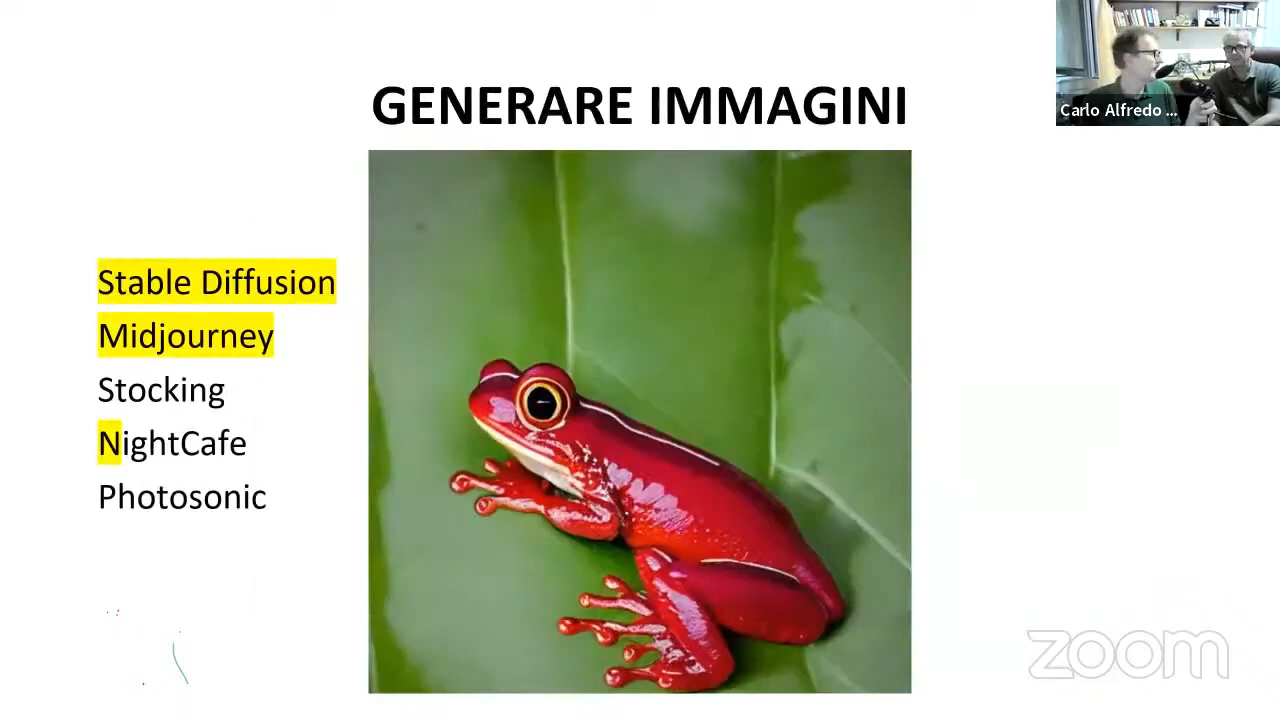 GENERARE IMMAGINI
Carlo Alfredo ...
Stable Diffusion
Midjourney
Stocking
NightCafe
Photosonic
zoom